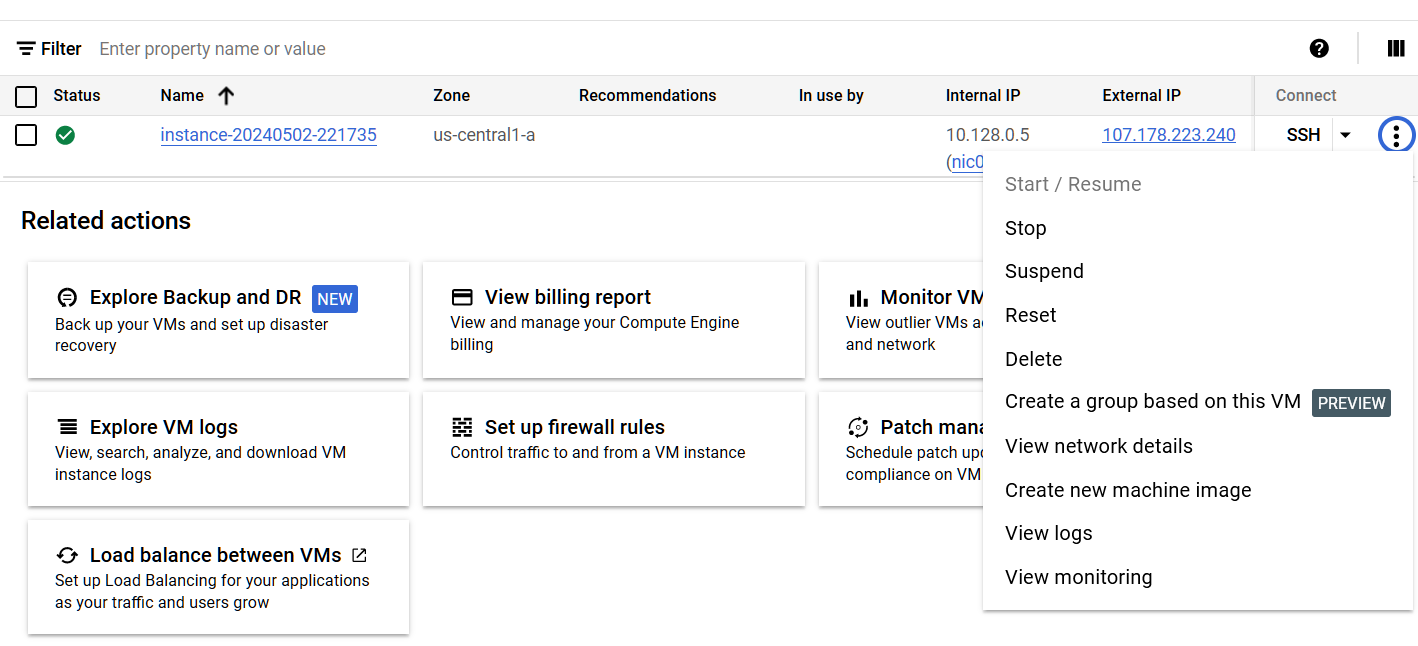 Filter Enter property name or value
Status Name Zone Recommendations In use by Internal IP External IP Connect
instance-20240502-221735 us-central1-a 10.128.0.5 107.178.223.240 SSH
(nic0
Start / Resume
Stop
Suspend
Reset
Delete
Create a group based on this VM PREVIEW
View network details
Create new machine image
View logs
View monitoring
Related actions
Explore Backup and DR NEW
Back up your VMs and set up disaster
recovery
View billing report
View and manage your Compute Engine
billing
Monitor VM
View outlier VMs
and network
Explore VM logs
View, search, analyze, and download VM
instance logs
Set up firewall rules
Control traffic to and from a VM instance
Patch
Schedule patch
compliance on VM
Load balance between VMs
Set up Load Balancing for your applications
as your traffic and users grow